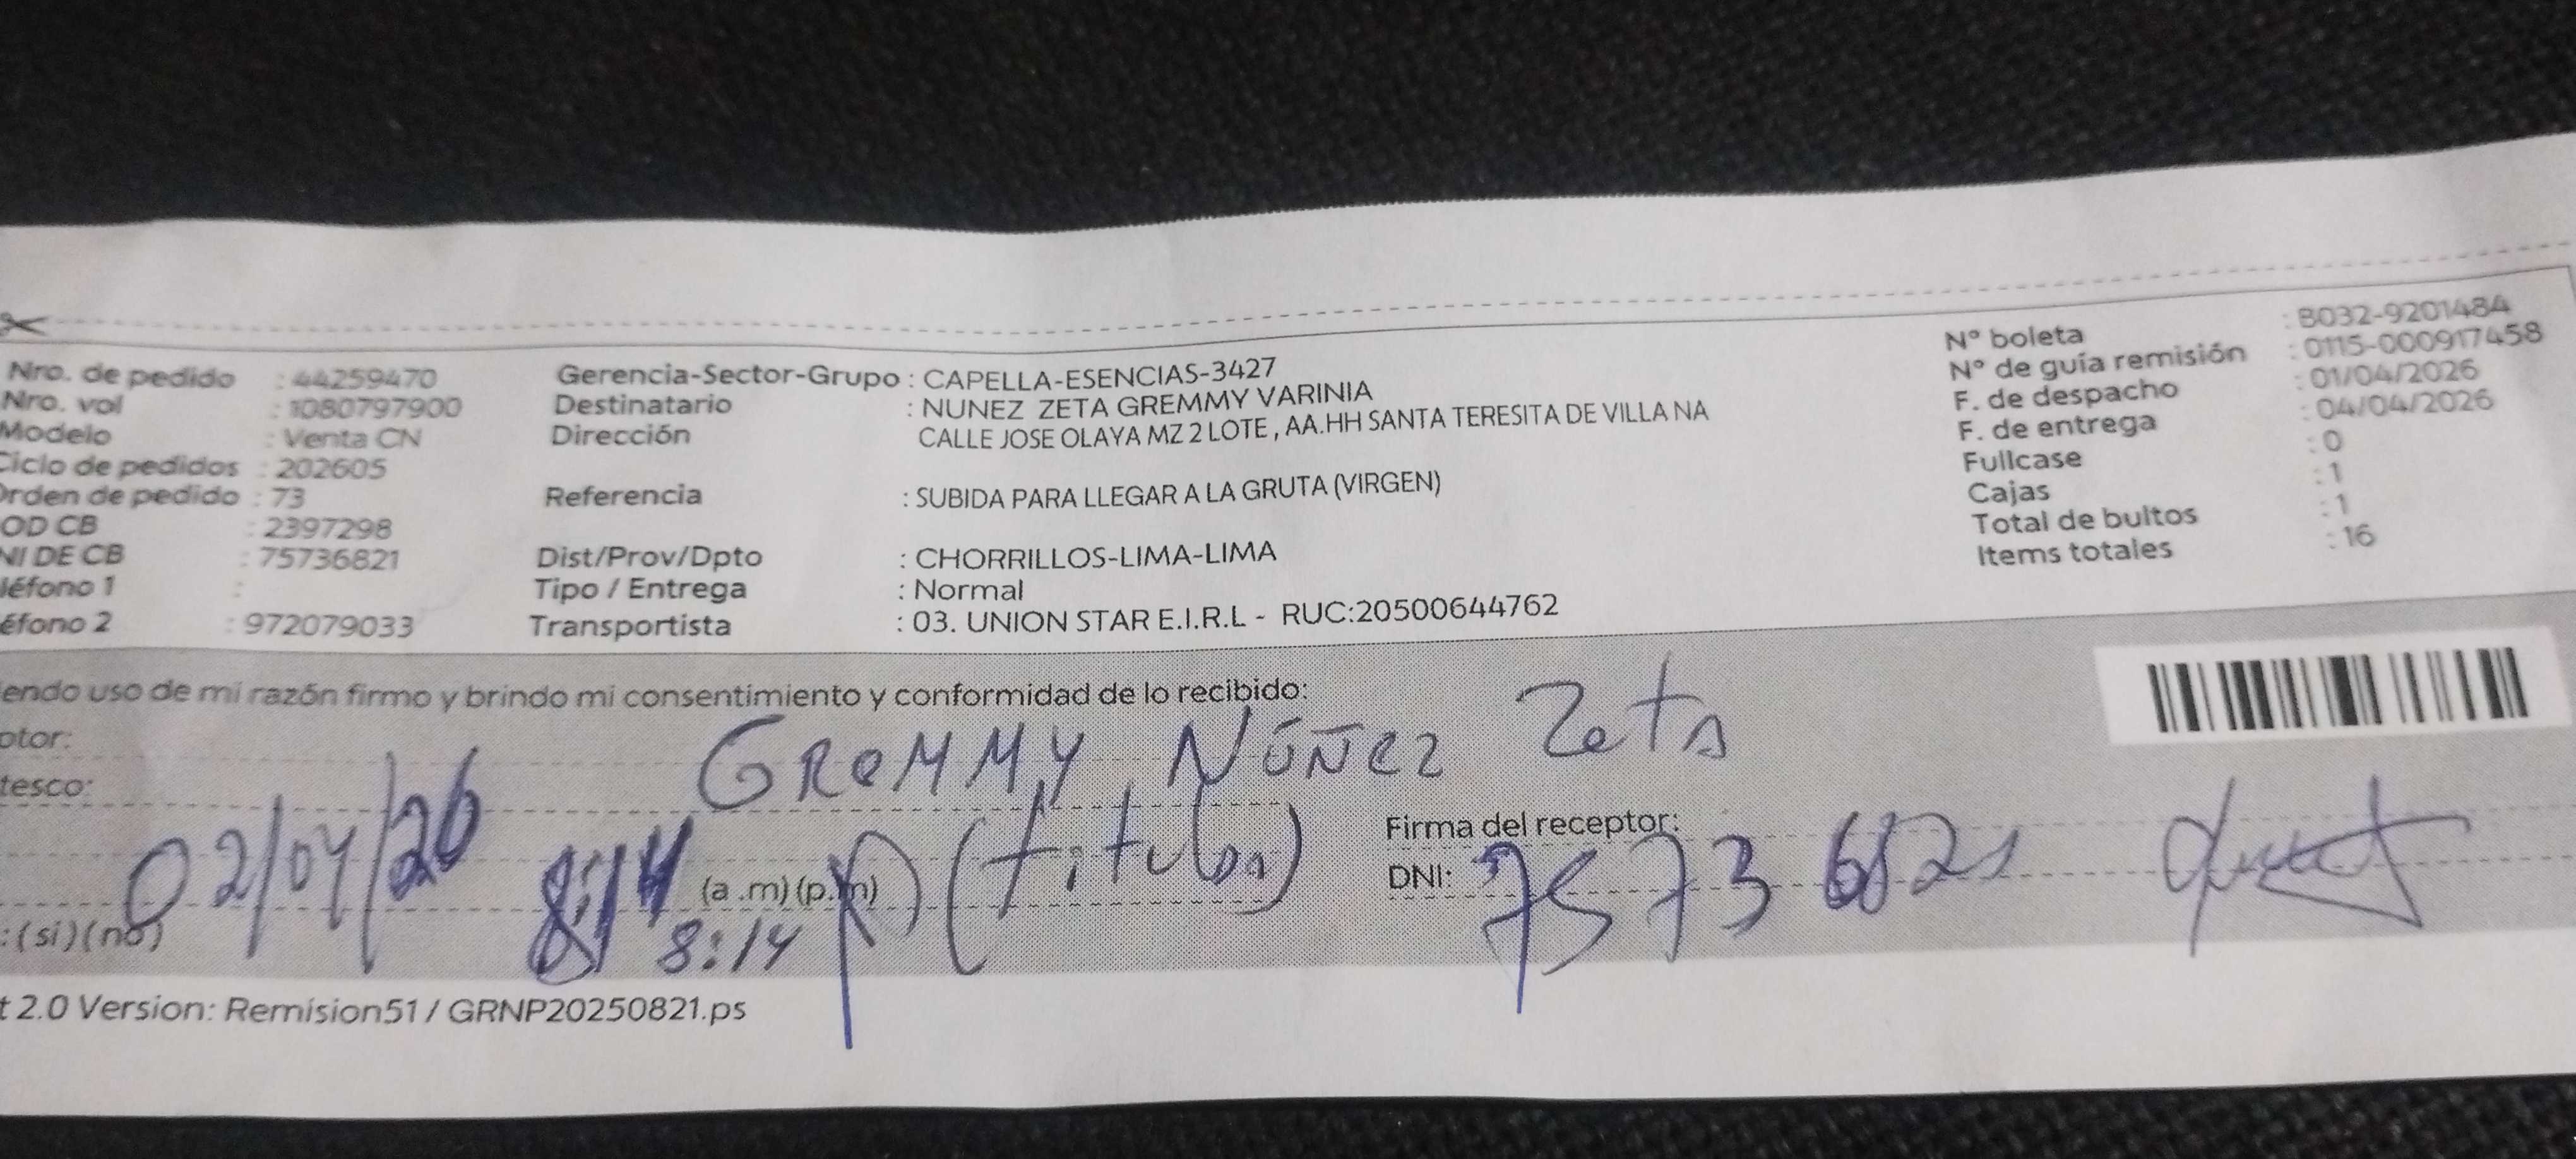 Nro. de pedido : 44259470
Nro. vol : 1080797900
Modelo : Venta CN
Ciclo de pedidos : 202605
Orden de pedido : 73
OD CB : 2397298
NI DE CB : 75736821
léfono 1 :
éfono 2 : 972079033
Gerencia-Sector-Grupo : CAPELLA-ESENCIAS-3427
Destinatario : NUNEZ ZETA GREMMY VARINIA
Dirección CALLE JOSE OLAYA MZ 2 LOTE , AA.HH SANTA TERESITA DE VILLA NA
Referencia : SUBIDA PARA LLEGAR A LA GRUTA (VIRGEN)
Dist/Prov/Dpto : CHORRILLOS-LIMA-LIMA
Tipo / Entrega : Normal
Transportista : 03. UNION STAR E.I.R.L - RUC:20500644762
N° boleta : B032-9201484
N° de guía remisión : 0115-000917458
F. de despacho : 01/04/2026
F. de entrega : 04/04/2026
Fullcase : 0
Cajas : 1
Total de bultos : 1
Items totales : 16
endo uso de mi razón firmo y brindo mi consentimiento y conformidad de lo recibido:
ptor: GREMMY NÚÑEZ Zeta
tesco:
02/04/26 8:14 (a .m) (p.m) (titular)
Firma del receptor:
DNI: 75736821
: (si) (no) 8:14
t 2.0 Version: Remision51 / GRNP20250821.ps